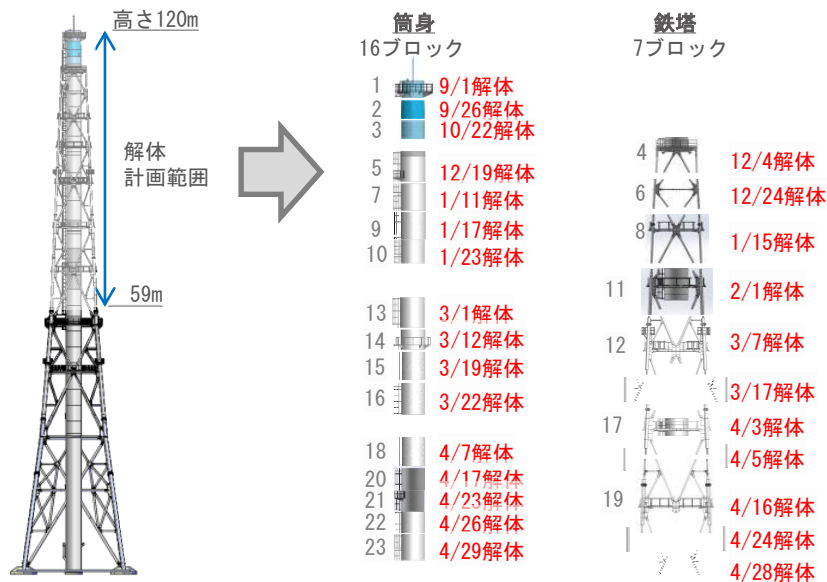 高さ120m
解体
計画範囲
59m
筒身
16ブロック
1 9/1解体
2 9/26解体
3 10/22解体
5 12/19解体
7 1/11解体
9 1/17解体
10 1/23解体
13 3/1解体
14 3/12解体
15 3/19解体
16 3/22解体
18 4/7解体
20 4/17解体
21 4/23解体
22 4/26解体
23 4/29解体
鉄塔
7ブロック
4 12/4解体
6 12/24解体
8 1/15解体
11 2/1解体
12 3/7解体
3/17解体
17 4/3解体
4/5解体
19 4/16解体
4/24解体
4/28解体